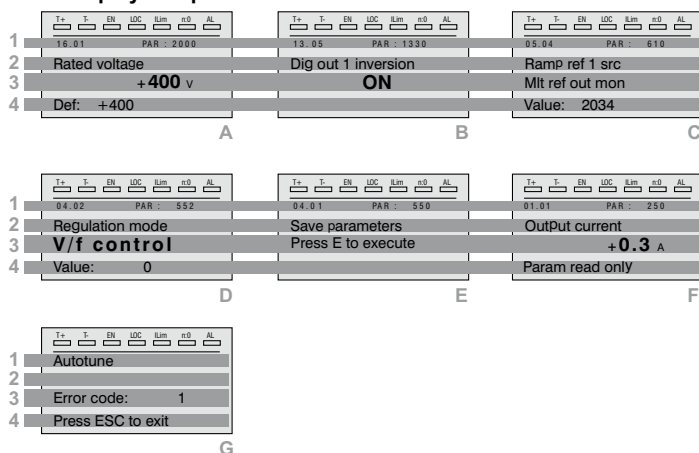 T+ T- EN LOC ILim n:0 AL
1 16.01 PAR : 2000
2 Rated voltage
3 +400 V
4 Def: +400
A
T+ T- EN LOC ILim n:0 AL
13.05 PAR : 1330
Dig out 1 inversion
ON
B
T+ T- EN LOC ILim n:0 AL
05.04 PAR : 610
Ramp ref 1 src
Mlt ref out mon
Value: 2034
C
T+ T- EN LOC ILim n:0 AL
1 04.02 PAR : 552
2 Regulation mode
3 V/f control
4 Value: 0
D
T+ T- EN LOC ILim n:0 AL
04.01 PAR : 550
Save parameters
Press E to execute
E
T+ T- EN LOC ILim n:0 AL
01.01 PAR : 250
Output current
+0.3 A
Param read only
F
T+ T- EN LOC ILim n:0 AL
1 Autotune
2
3 Error code: 1
4 Press ESC to exit
G